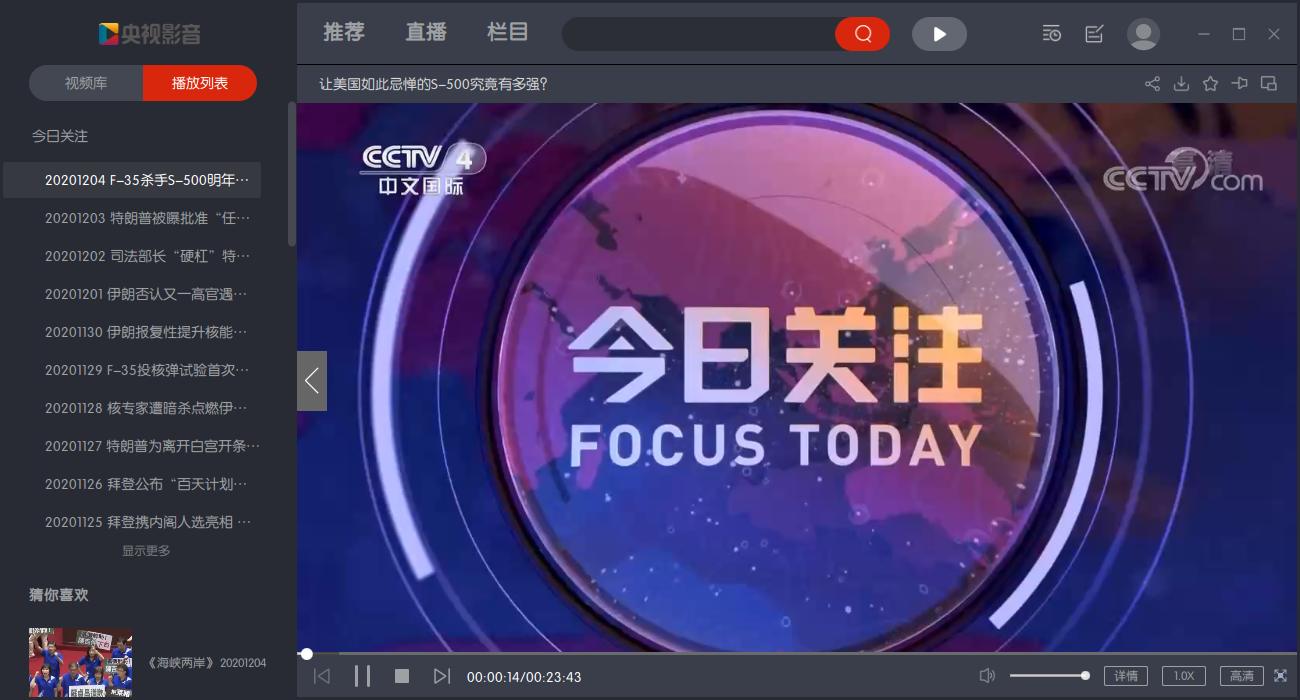 央视影音
推荐
直播
栏目
视频库
播放列表
让美国如此忌惮的S-500究竟有多强?
今日关注
20201204 F-35杀手S-500明年…
20201203 特朗普被曝批准“任…
20201202 司法部长“硬杠”特…
20201201 伊朗否认又一高官遇…
20201130 伊朗报复性提升核能…
20201129 F-35投核弹试验首次…
20201128 核专家遭暗杀点燃伊…
20201127 特朗普为离开白宫开条…
20201126 拜登公布“百天计划…
20201125 拜登携内阁人选亮相 …
显示更多
猜你喜欢
《海峡两岸》20201204
CCTV 4
中文国际
高清
CCTV.com
今日关注
FOCUS TODAY
00:00:14/00:23:43
详情
1.0X
高清